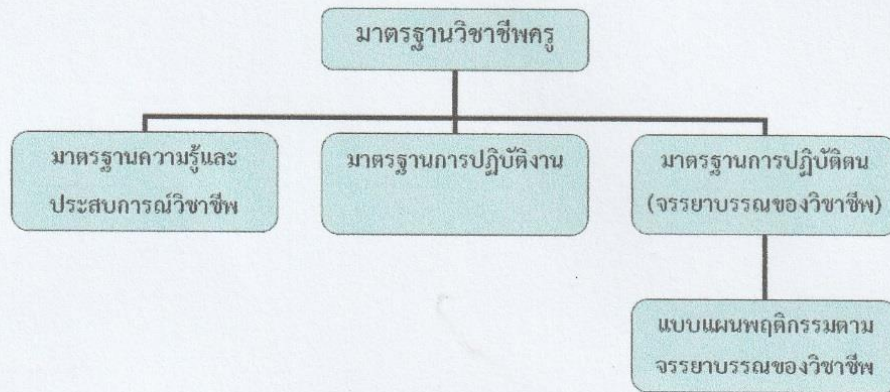 มาตรฐานวิชาชีพครู
มาตรฐานความรู้และ
ประสบการณ์วิชาชีพ
มาตรฐานการปฏิบัติงาน
มาตรฐานการปฏิบัติตน
(จรรยาบรรณของวิชาชีพ)
แบบแผนพฤติกรรมตาม
จรรยาบรรณของวิชาชีพ